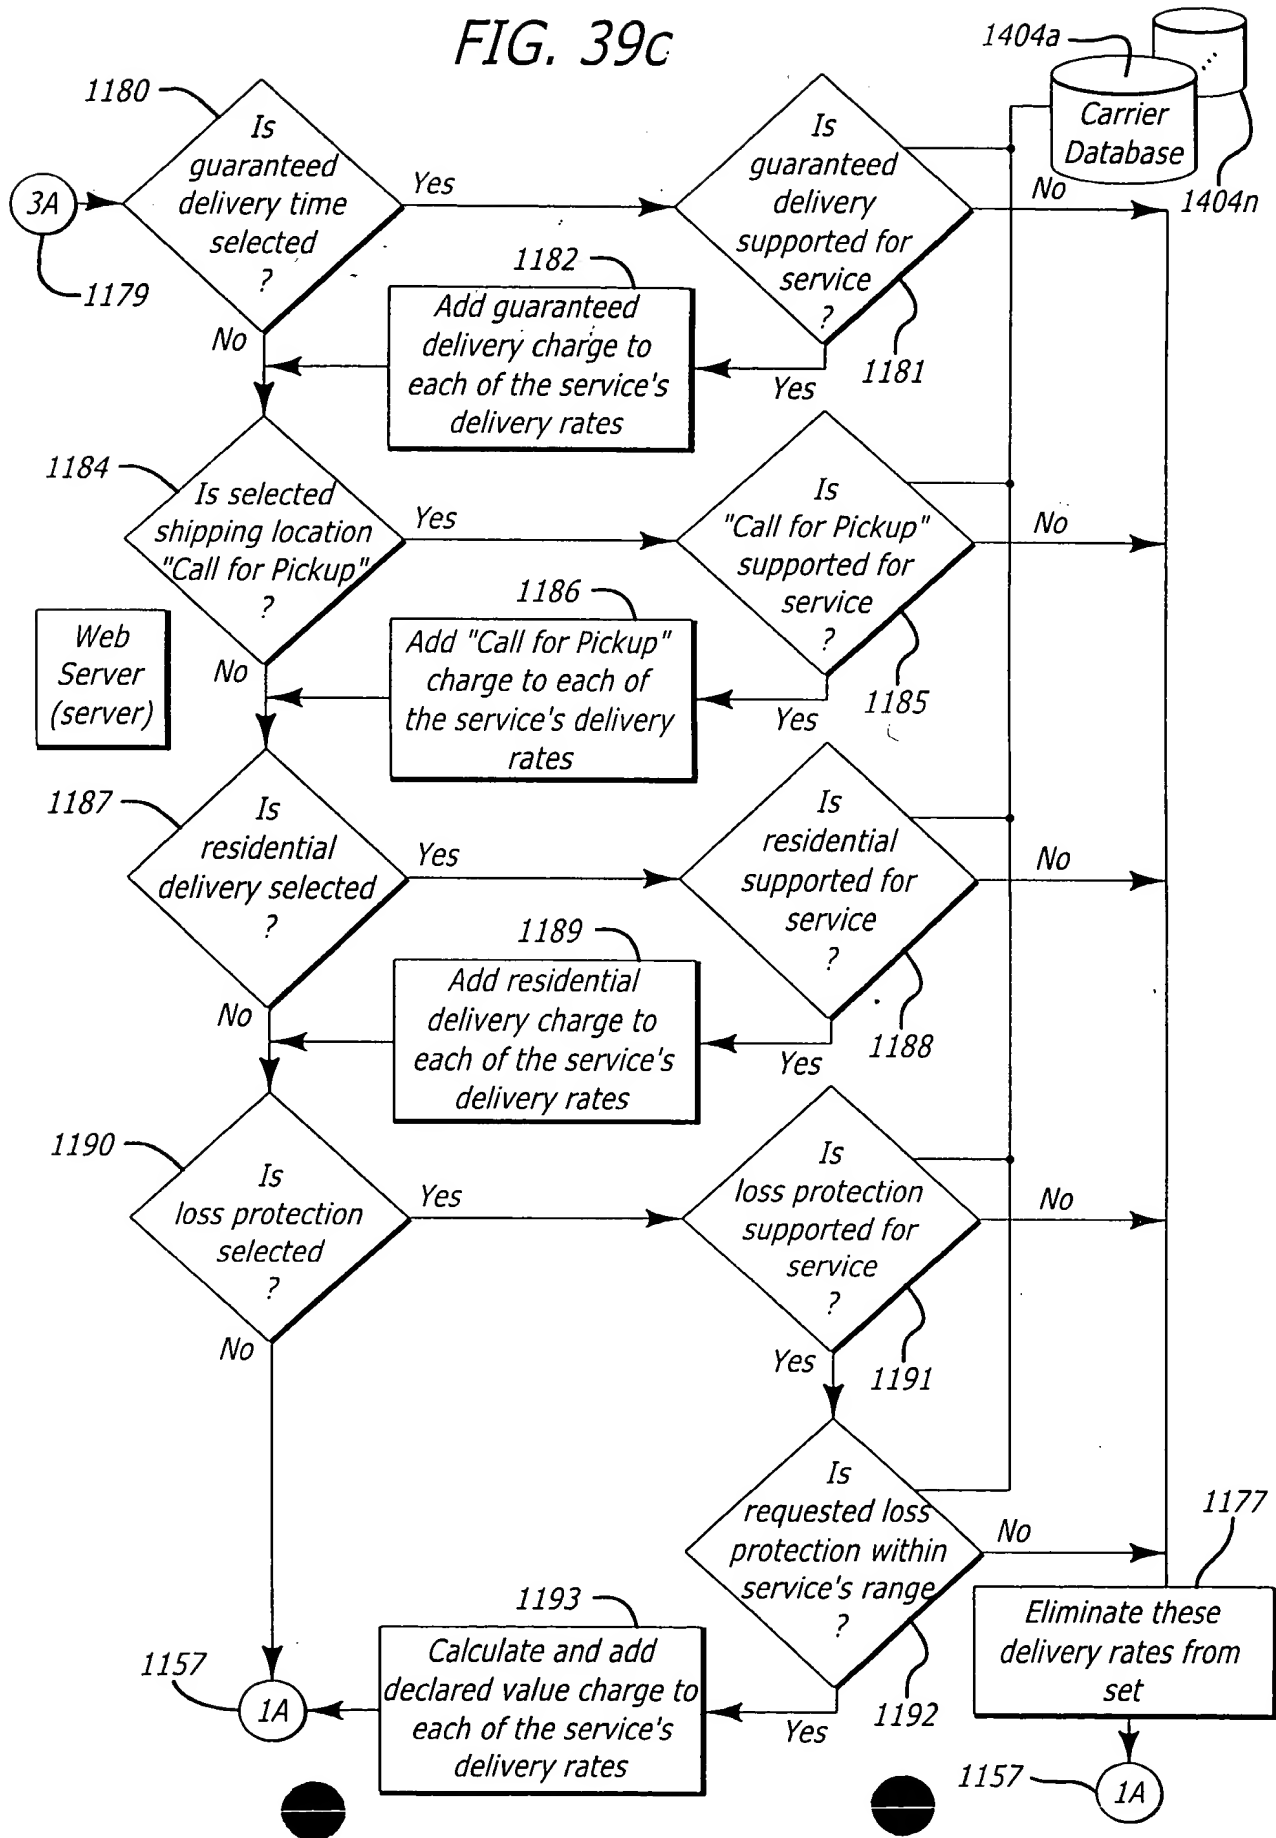 FIG. 39c
1404a
Carrier
Database
1404n
1180
Is
guaranteed
delivery time
selected
?
3A
1179
Yes
No
Is
guaranteed
delivery
supported for
service
?
1181
No
Yes
1182
Add guaranteed
delivery charge to
each of the service's
delivery rates
1184
Is selected
shipping location
"Call for Pickup"
?
Yes
No
Is
"Call for Pickup"
supported for
service
?
1185
No
Yes
1186
Add "Call for Pickup"
charge to each of
the service's delivery
rates
Web
Server
(server)
1187
Is
residential
delivery selected
?
Yes
No
Is
residential
supported for
service
?
1188
No
Yes
1189
Add residential
delivery charge to
each of the service's
delivery rates
1190
Is
loss protection
selected
?
Yes
No
Is
loss protection
supported for
service
?
1191
No
Yes
Is
requested loss
protection within
service's range
?
1192
No
Yes
1193
Calculate and add
declared value charge to
each of the service's
delivery rates
1157
1A
1177
Eliminate these
delivery rates from
set
1157
1A